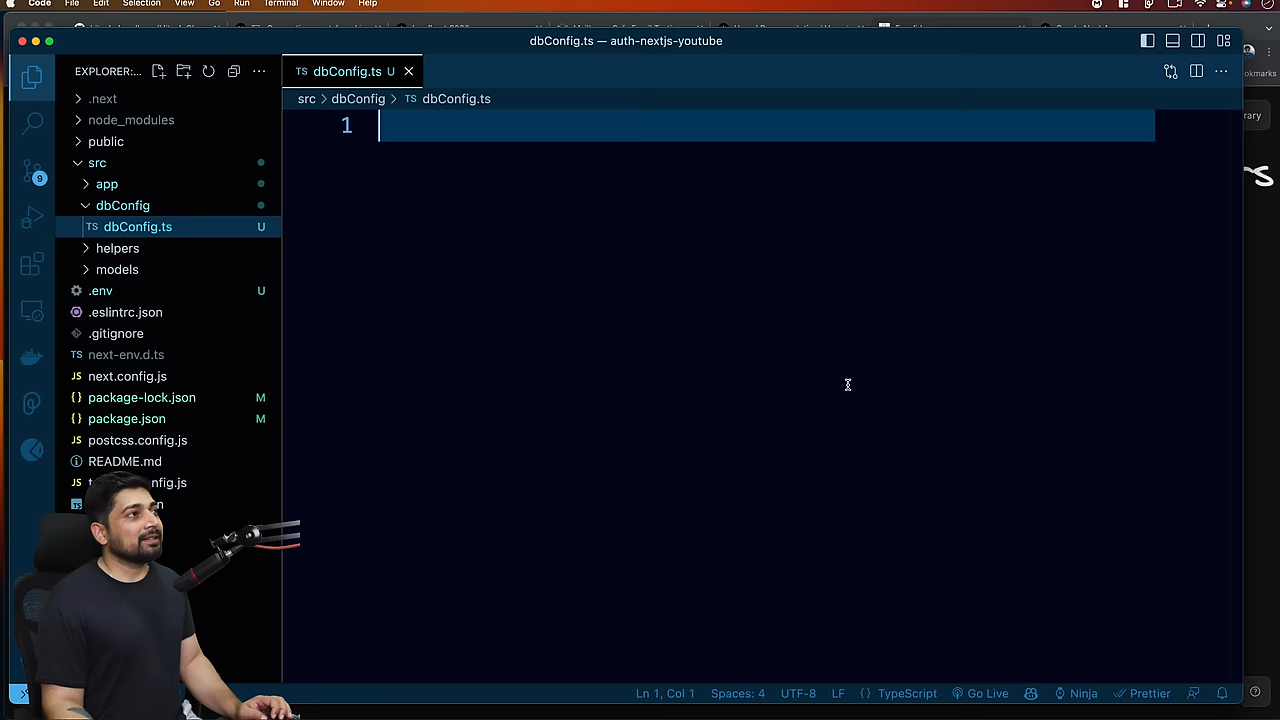 Code File Edit Selection View Go Run Terminal Window Help
dbConfig.ts — auth-nextjs-youtube
EXPLORER:...
TS dbConfig.ts U
src > dbConfig > TS dbConfig.ts
1
.next
node_modules
public
src
app
dbConfig
TS dbConfig.ts U
helpers
models
.env U
.eslintrc.json
.gitignore
TS next-env.d.ts
JS next.config.js
{} package-lock.json M
{} package.json M
JS postcss.config.js
README.md
JS
9
Ln 1, Col 1 Spaces: 4 UTF-8 LF {} TypeScript Go Live Ninja Prettier